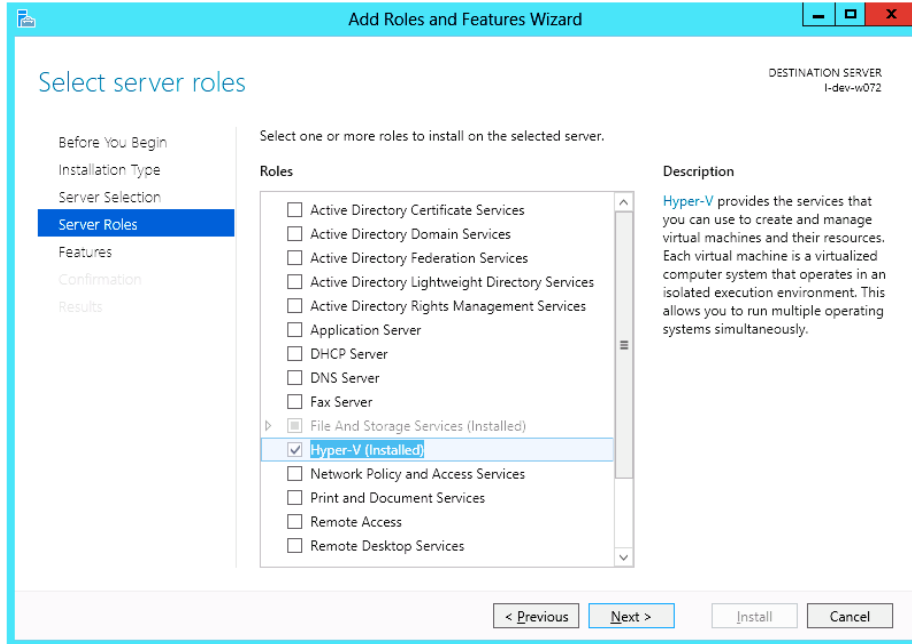 Add Roles and Features Wizard
Select server roles
DESTINATION SERVER
l-dev-w072
Before You Begin
Installation Type
Server Selection
Server Roles
Features
Confirmation
Results
Select one or more roles to install on the selected server.
Roles
Active Directory Certificate Services
Active Directory Domain Services
Active Directory Federation Services
Active Directory Lightweight Directory Services
Active Directory Rights Management Services
Application Server
DHCP Server
DNS Server
Fax Server
File And Storage Services (Installed)
Hyper-V (Installed)
Network Policy and Access Services
Print and Document Services
Remote Access
Remote Desktop Services
Description
Hyper-V provides the services that
you can use to create and manage
virtual machines and their resources.
Each virtual machine is a virtualized
computer system that operates in an
isolated execution environment. This
allows you to run multiple operating
systems simultaneously.
< Previous
Next >
Install
Cancel